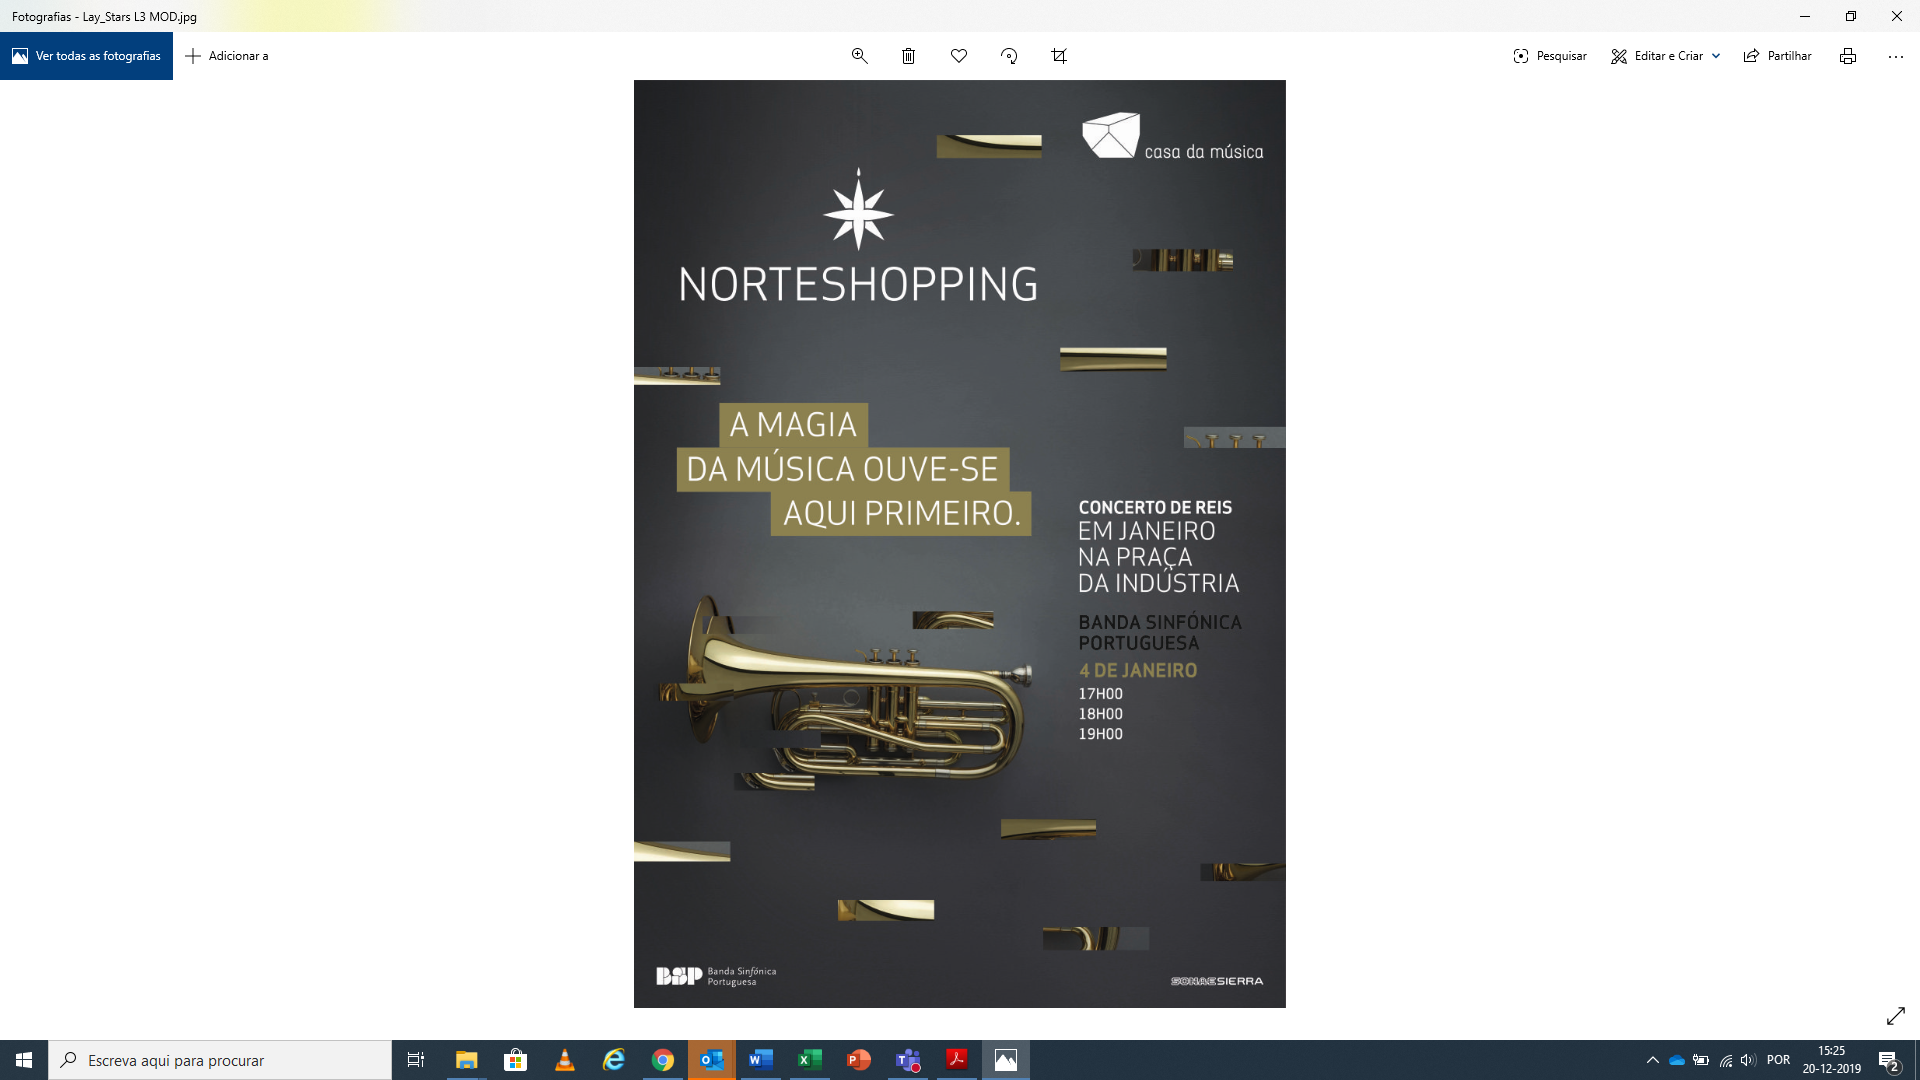 Fotografias - Lay_Stars L3 MOD.jpg
Ver todas as fotografias
Adicionar a
Pesquisar
Editar e Criar
Partilhar
casa da música
NORTESHOPPING
A MAGIA
DA MÚSICA OUVE-SE
AQUI PRIMEIRO.
CONCERTO DE REIS
EM JANEIRO
NA PRAÇA
DA INDÚSTRIA
BANDA SINFÓNICA
PORTUGUESA
4 DE JANEIRO
17H00
18H00
19H00
BSP Banda Sinfónica
Portuguesa
SONAESIERRA
Escreva aqui para procurar
POR
15:25
20-12-2019
2